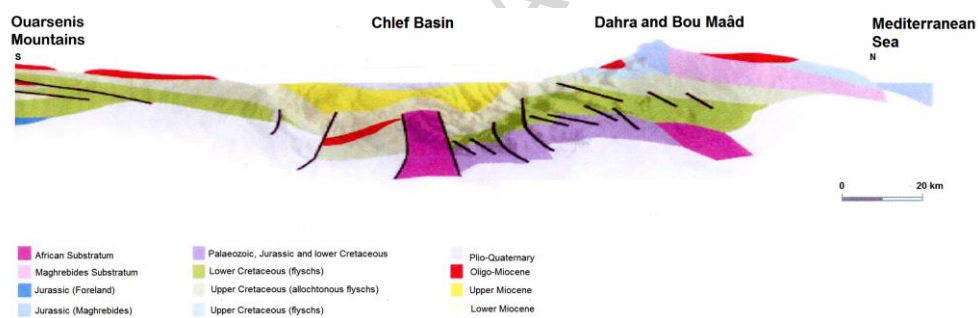 Ouarsenis
Mountains
S
Chlef Basin
Dahra and Bou Maâd
Mediterranean
Sea
N
0 20 km
African Substratum
Maghrebides Substratum
Jurassic (Foreland)
Jurassic (Maghrebides)
Palaeozoic, Jurassic and lower Cretaceous
Lower Cretaceous (flyschs)
Upper Cretaceous (allochtonous flyschs)
Upper Cretaceous (flyschs)
Plio-Quaternary
Oligo-Miocene
Upper Miocene
Lower Miocene